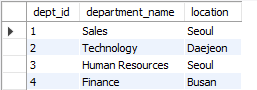 dept_id department_name location
1 Sales Seoul
2 Technology Daejeon
3 Human Resources Seoul
4 Finance Busan